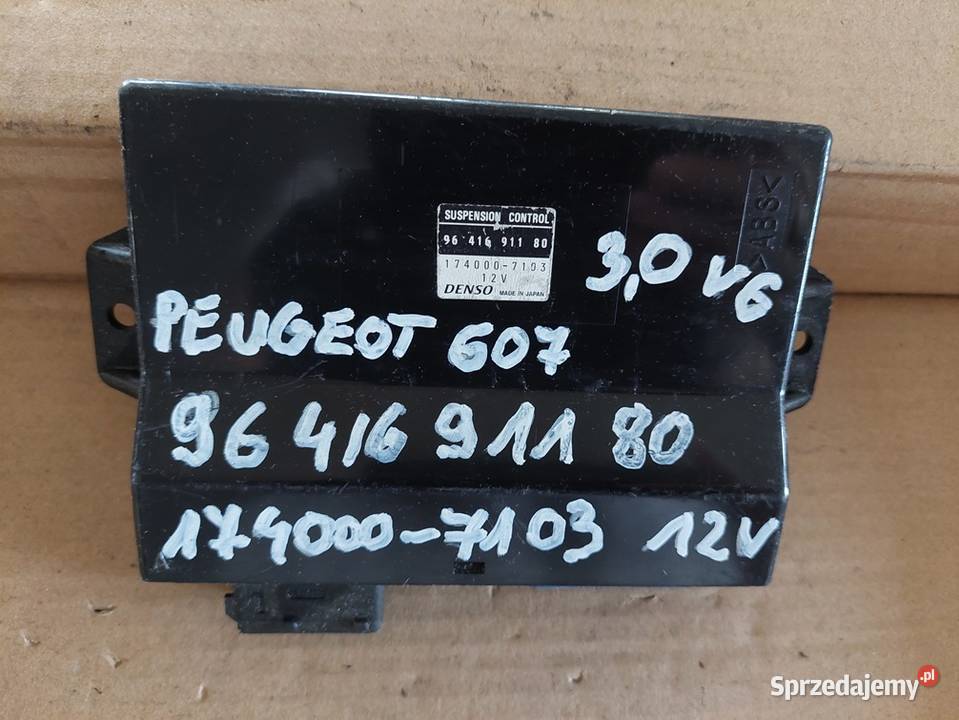 SUSPENSION CONTROL
96 416 911 80
174000-7103
12V
DENSO MADE IN JAPAN
>ABS<
3,0 V6
PEUGEOT 607
96 416 911 80
174000-7103 12V
Sprzedajemy.pl